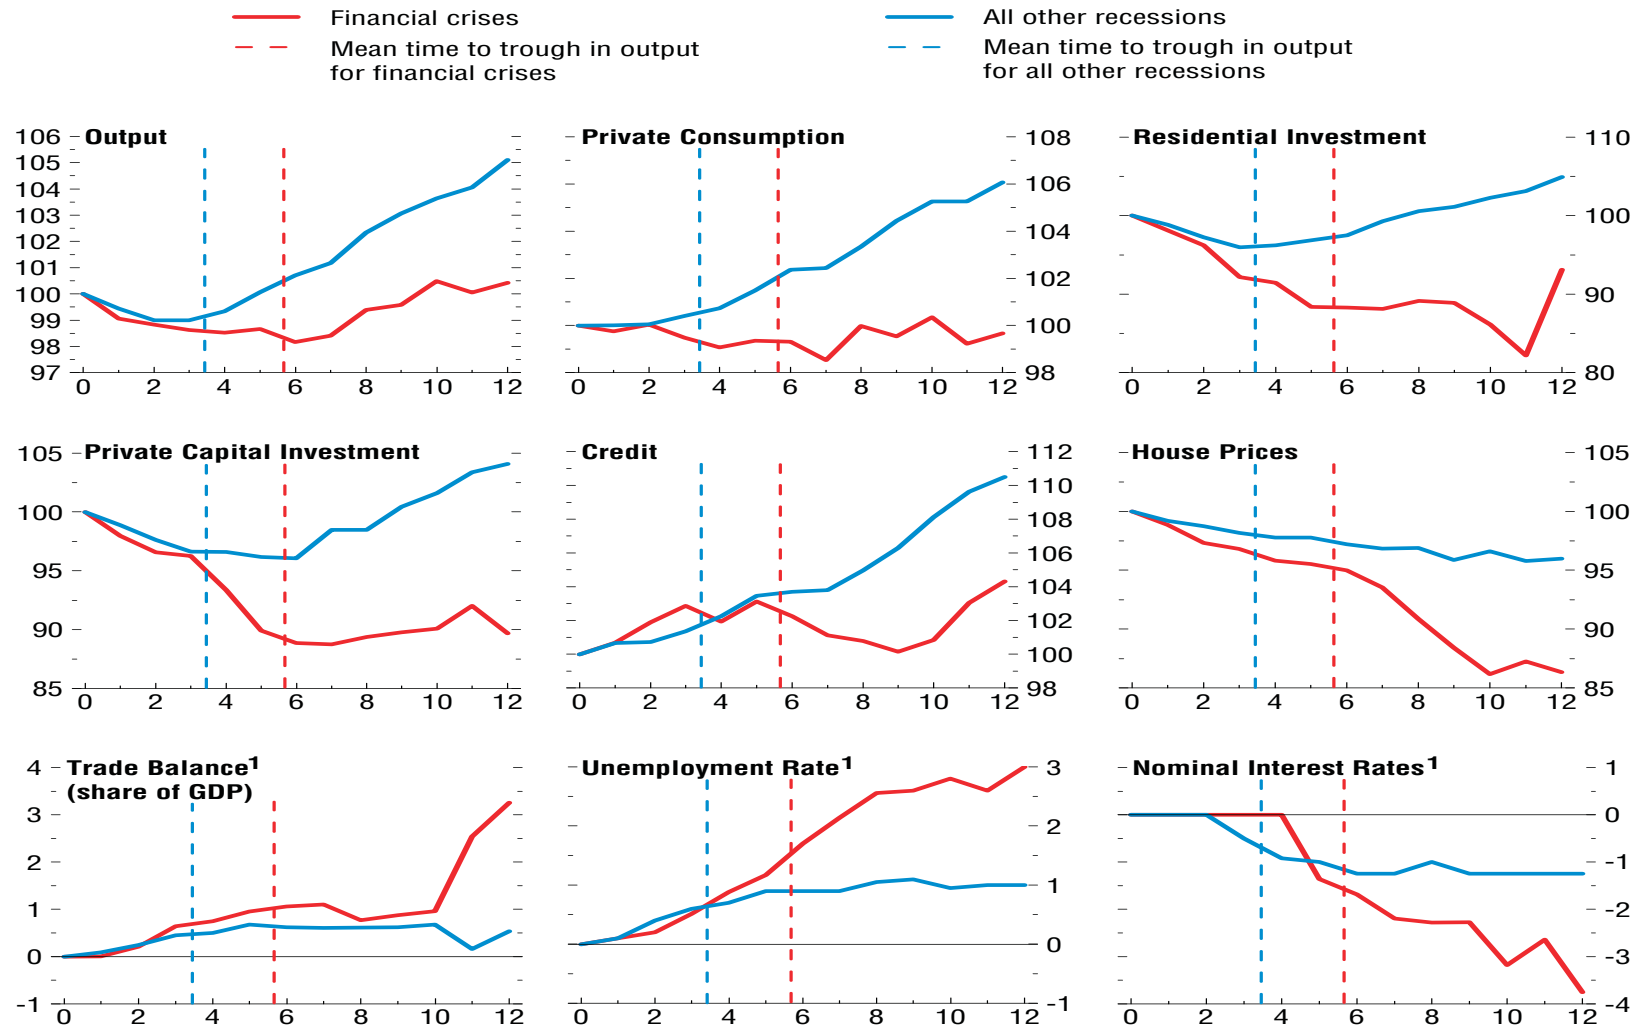 Financial crises
Mean time to trough in output
for financial crises
All other recessions
Mean time to trough in output
for all other recessions
Output
106
105
104
103
102
101
100
99
98
97
0 2 4 6 8 10 12
Private Consumption
108
106
104
102
100
98
0 2 4 6 8 10 12
Residential Investment
110
100
90
80
0 2 4 6 8 10 12
Private Capital Investment
105
100
95
90
85
0 2 4 6 8 10 12
Credit
112
110
108
106
104
102
100
98
0 2 4 6 8 10 12
House Prices
105
100
95
90
85
0 2 4 6 8 10 12
Trade Balance¹
(share of GDP)
4
3
2
1
0
-1
0 2 4 6 8 10 12
Unemployment Rate¹
3
2
1
0
-1
0 2 4 6 8 10 12
Nominal Interest Rates¹
1
0
-1
-2
-3
-4
0 2 4 6 8 10 12